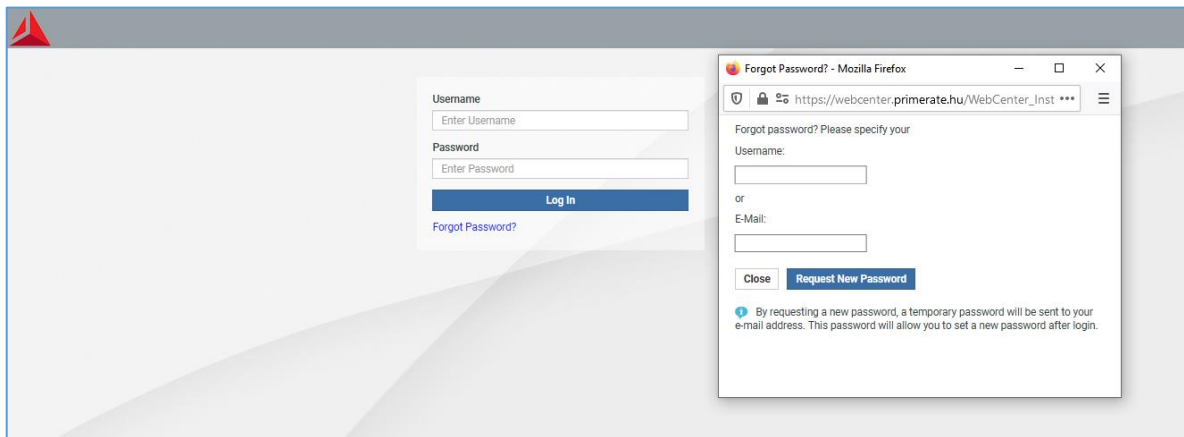 Username
Enter Username
Password
Enter Password
Log In
Forgot Password?
Forgot Password? - Mozilla Firefox
https://webcenter.primerate.hu/WebCenter_Inst
Forgot password? Please specify your
Username:
or
E-Mail:
Close Request New Password
By requesting a new password, a temporary password will be sent to your
e-mail address. This password will allow you to set a new password after login.